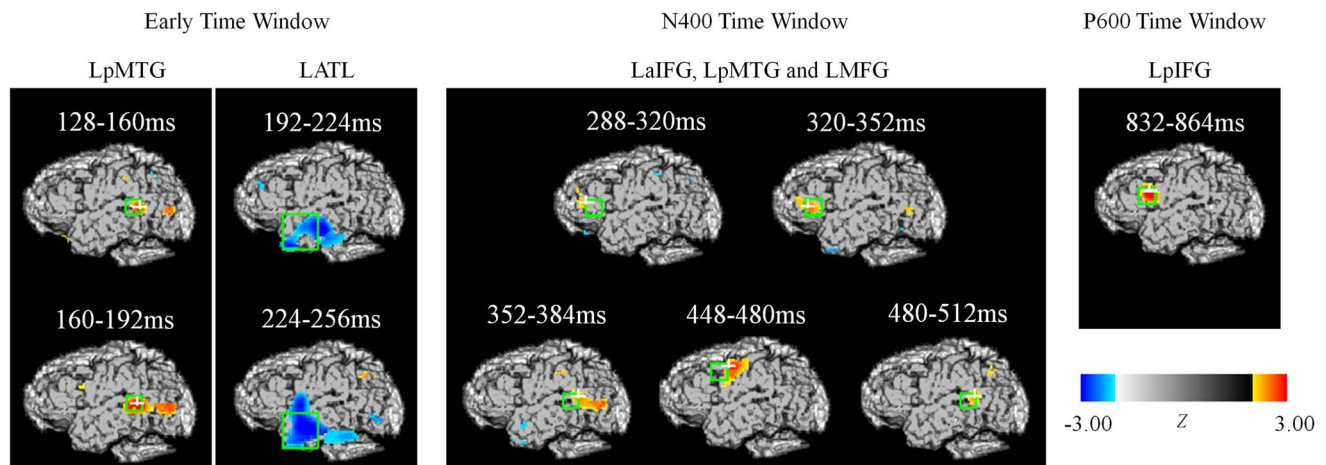 Early Time Window
N400 Time Window
P600 Time Window
LpMTG
LATL
LaIFG, LpMTG and LMFG
LpIFG
128-160ms
192-224ms
288-320ms
320-352ms
832-864ms
160-192ms
224-256ms
352-384ms
448-480ms
480-512ms
-3.00
Z
3.00